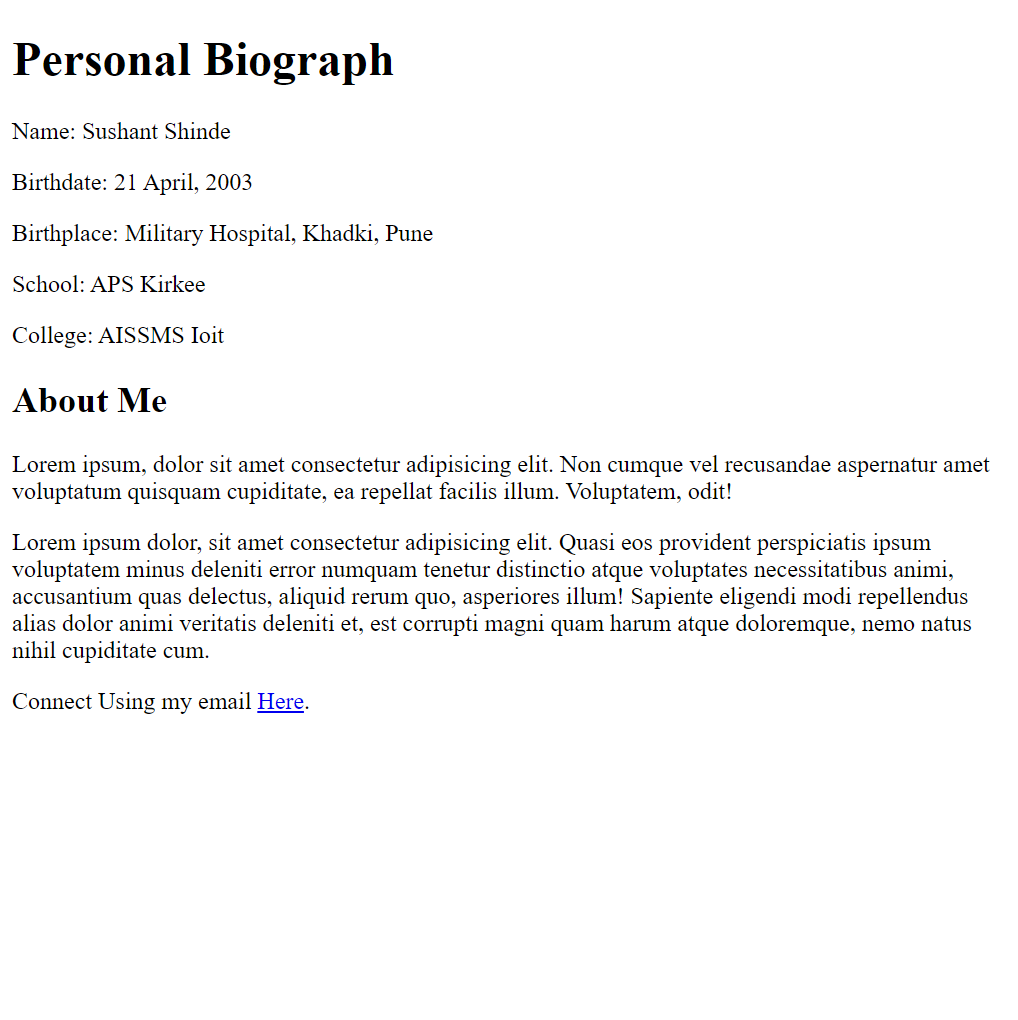 Personal Biograph
Name: Sushant Shinde
Birthdate: 21 April, 2003
Birthplace: Military Hospital, Khadki, Pune
School: APS Kirkee
College: AISSMS Ioit
About Me
Lorem ipsum, dolor sit amet consectetur adipisicing elit. Non cumque vel recusandae aspernatur amet
voluptatum quisquam cupiditate, ea repellat facilis illum. Voluptatem, odit!
Lorem ipsum dolor, sit amet consectetur adipisicing elit. Quasi eos provident perspiciatis ipsum
voluptatem minus deleniti error numquam tenetur distinctio atque voluptates necessitatibus animi,
accusantium quas delectus, aliquid rerum quo, asperiores illum! Sapiente eligendi modi repellendus
alias dolor animi veritatis deleniti et, est corrupti magni quam harum atque doloremque, nemo natus
nihil cupiditate cum.
Connect Using my email Here.